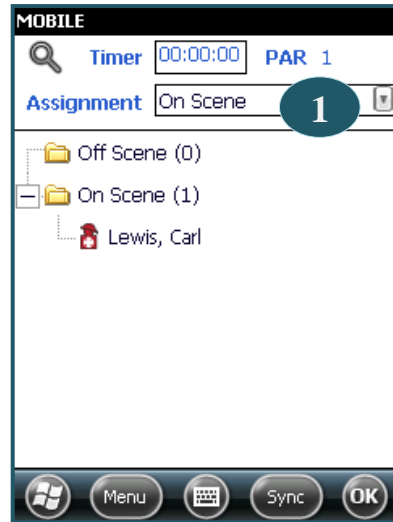 MOBILE
Timer 00:00:00 PAR 1
Assignment On Scene 1
Off Scene (0)
On Scene (1)
Lewis, Carl
Menu Sync OK